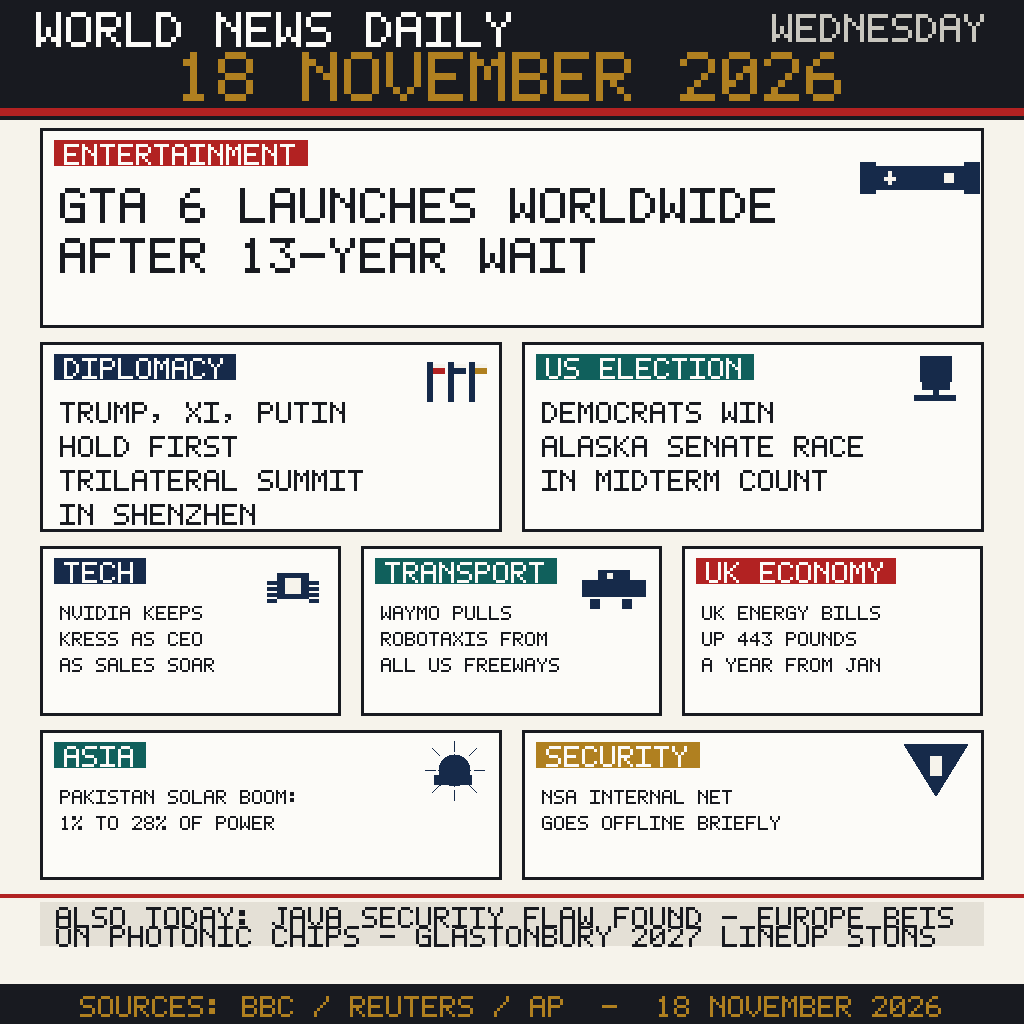 WORLD NEWS DAILY
WEDNESDAY
18 NOVEMBER 2026
ENTERTAINMENT
GTA 6 LAUNCHES WORLDWIDE
AFTER 13-YEAR WAIT
DIPLOMACY
TRUMP, XI, PUTIN
HOLD FIRST
TRILATERAL SUMMIT
IN SHENZHEN
US ELECTION
DEMOCRATS WIN
ALASKA SENATE RACE
IN MIDTERM COUNT
TECH
NVIDIA KEEPS
KRESS AS CEO
AS SALES SOAR
TRANSPORT
WAYMO PULLS
ROBOTAXIS FROM
ALL US FREEWAYS
UK ECONOMY
UK ENERGY BILLS
UP 443 POUNDS
A YEAR FROM JAN
ASIA
PAKISTAN SOLAR BOOM:
1% TO 28% OF POWER
SECURITY
NSA INTERNAL NET
GOES OFFLINE BRIEFLY
ALSO TODAY: JAVA SECURITY FLAW FOUND - EUROPE BETS
ON PHOTONIC CHIPS - GLASTONBURY 2027 LINEUP STUNS
SOURCES: BBC / REUTERS / AP - 18 NOVEMBER 2026